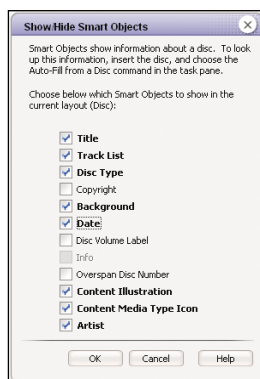 Show/Hide Smart Objects
Smart Objects show information about a disc. To look
up this information, insert the disc, and choose the
Auto-Fill from a Disc command in the task pane.
Choose below which Smart Objects to show in the
current layout (Disc):
Title
Track List
Disc Type
Copyright
Background
Date
Disc Volume Label
Info
Overspan Disc Number
Content Illustration
Content Media Type Icon
Artist
OK Cancel Help